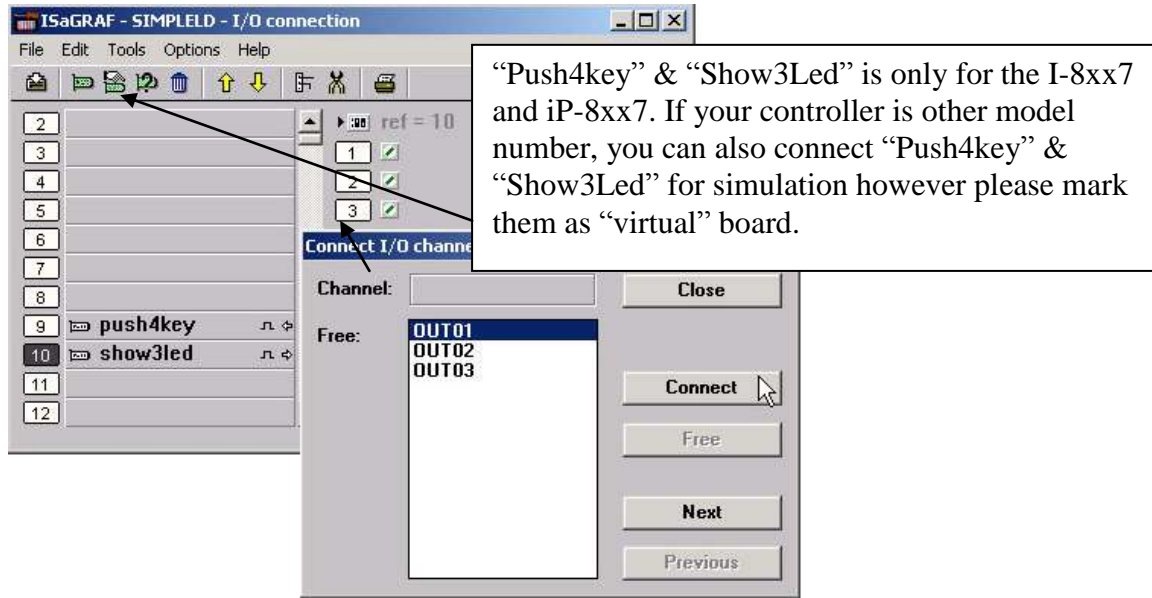 ISaGRAF - SIMPLELD - I/O connection
File Edit Tools Options Help
“Push4key” & “Show3Led” is only for the I-8xx7
and iP-8xx7. If your controller is other model
number, you can also connect “Push4key” &
“Show3Led” for simulation however please mark
them as “virtual” board.
2
3
4
5
6
7
8
9 push4key
10 show3led
11
12
ref = 10
1
2
3
Connect I/O channe
Channel:
Free:
OUT01
OUT02
OUT03
Close
Connect
Free
Next
Previous